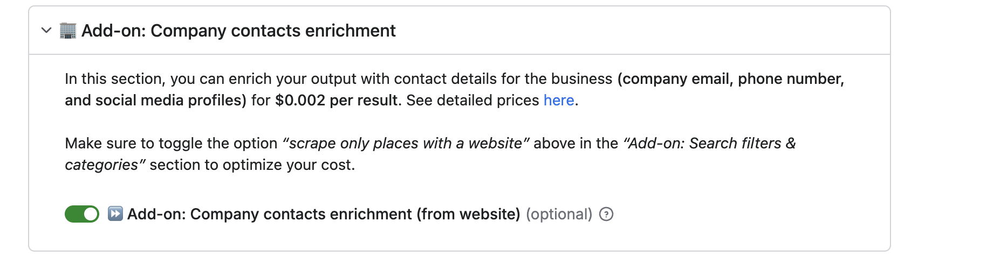 Add-on: Company contacts enrichment
In this section, you can enrich your output with contact details for the business (company email, phone number,
and social media profiles) for $0.002 per result. See detailed prices here.
Make sure to toggle the option “scrape only places with a website” above in the “Add-on: Search filters &
categories” section to optimize your cost.
Add-on: Company contacts enrichment (from website) (optional) ?